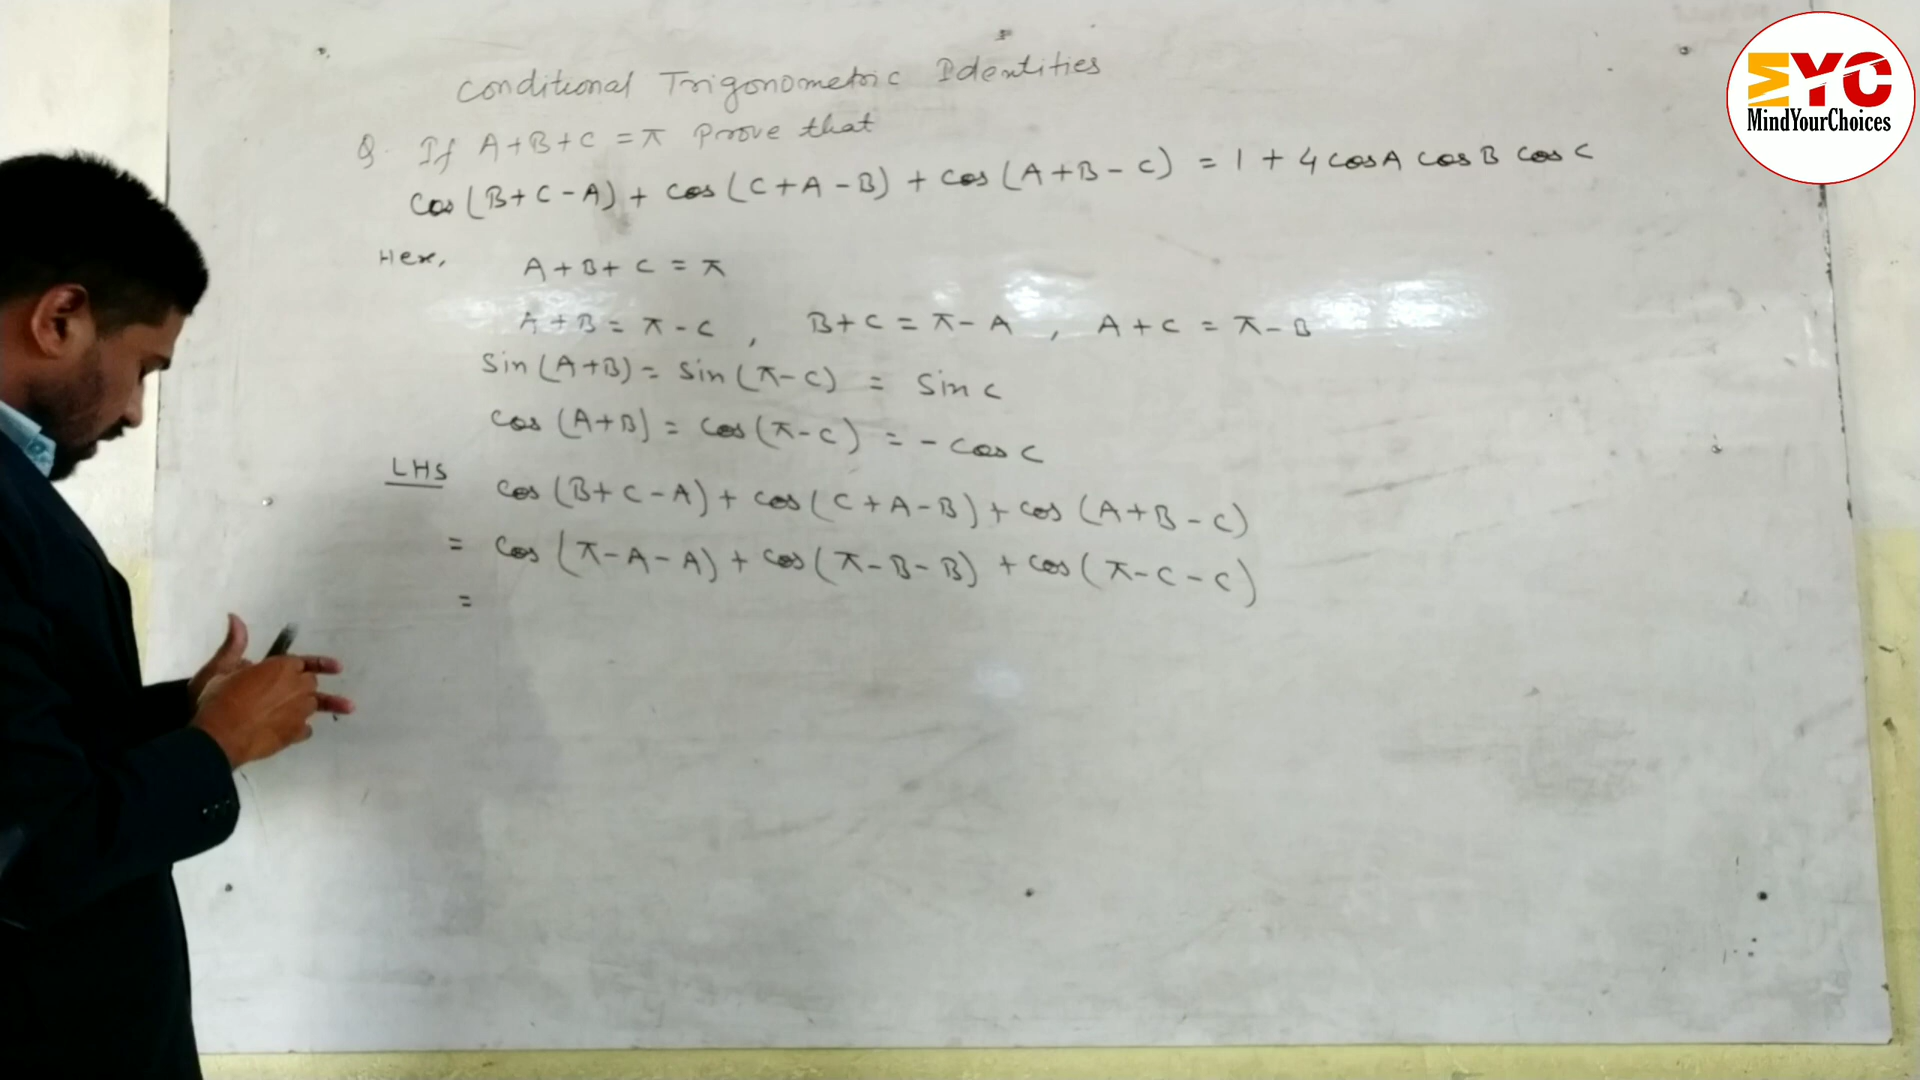 MYC
MindYourChoices
Conditional Trigonometric Identities
Q. If A+B+C = π Prove that
cos(B+C-A) + cos(C+A-B) + cos(A+B-C) = 1 + 4 cosA cosB cosC
Here, A+B+C = π
A+B = π-C , B+C = π-A , A+C = π-B
Sin(A+B) = Sin(π-C) = Sin C
cos(A+B) = cos(π-C) = - cos C
LHS cos(B+C-A) + cos(C+A-B) + cos(A+B-C)
= cos(π-A-A) + cos(π-B-B) + cos(π-C-C)
=